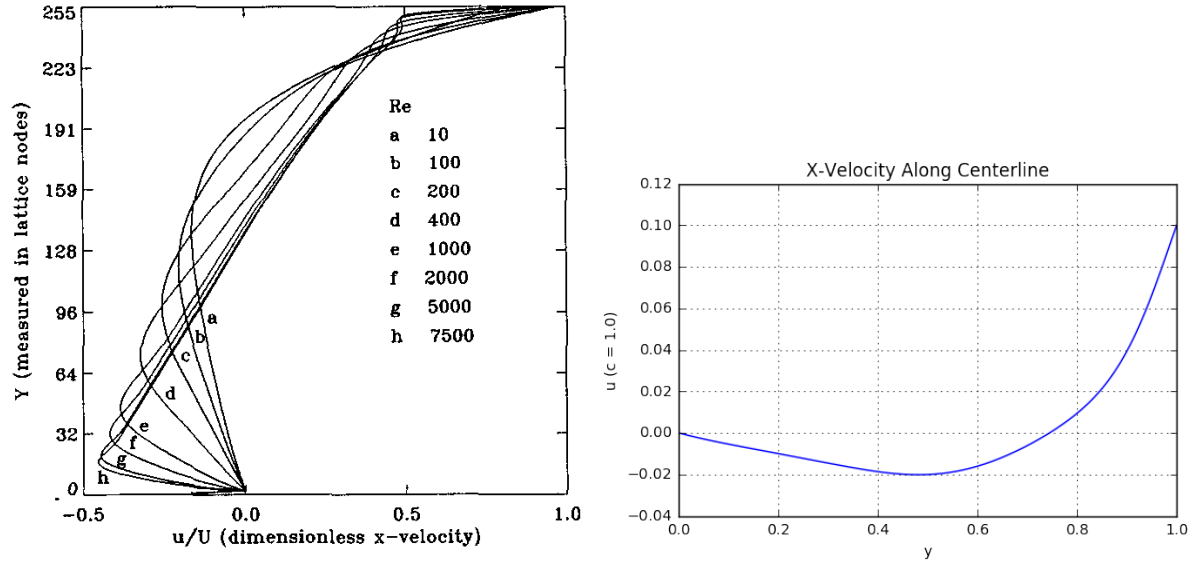 255
223
191
159
128
96
64
32
0
-
Y (measured in lattice nodes)
Re
a 10
b 100
c 200
d 400
e 1000
f 2000
g 5000
h 7500
a
b
c
d
e
f
g
h
−0.5 0.0 0.5 1.0
u/U (dimensionless x−velocity)
X-Velocity Along Centerline
0.12
0.10
0.08
0.06
0.04
0.02
0.00
−0.02
−0.04
u (c = 1.0)
0.0 0.2 0.4 0.6 0.8 1.0
y